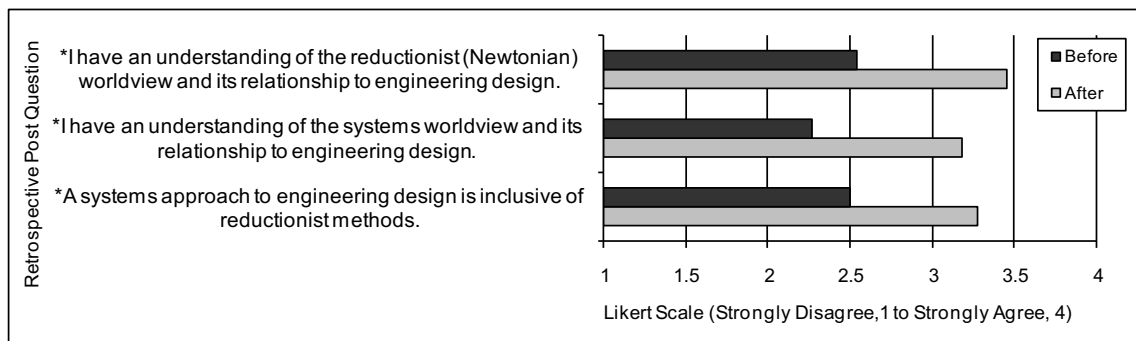 Retrospective Post Question
*I have an understanding of the reductionist (Newtonian)
worldview and its relationship to engineering design.
*I have an understanding of the systems worldview and its
relationship to engineering design.
*A systems approach to engineering design is inclusive of
reductionist methods.
Before
After
1 1.5 2 2.5 3 3.5 4
Likert Scale (Strongly Disagree,1 to Strongly Agree, 4)